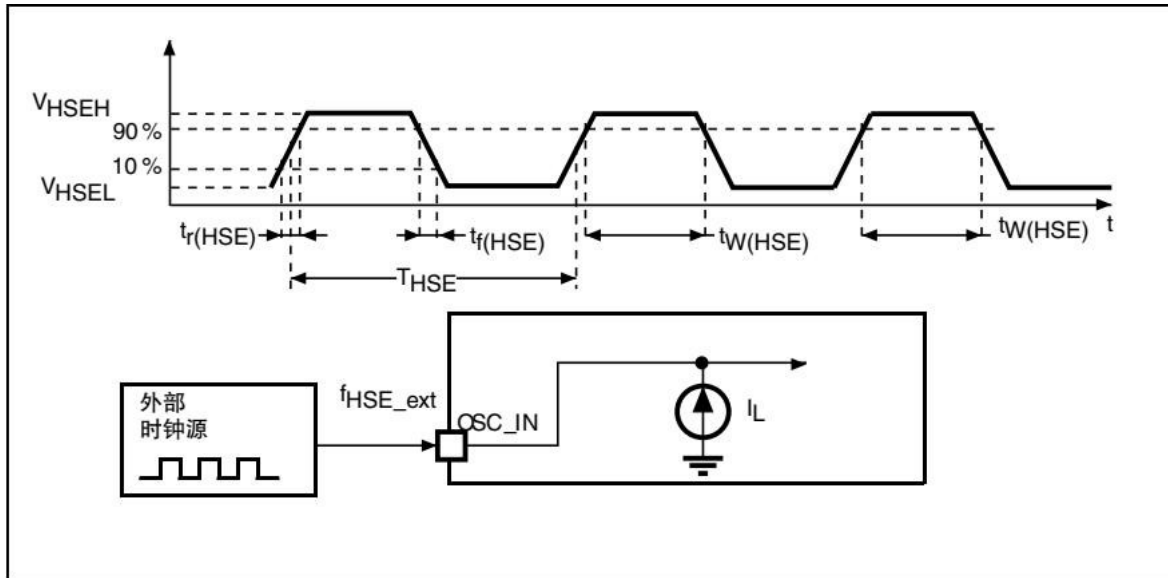 VHSEH
90 %
10 %
VHSEL
tr(HSE)
tf(HSE)
tW(HSE)
tW(HSE)
t
THSE
外部
时钟源
fHSE_ext
OSC_IN
IL